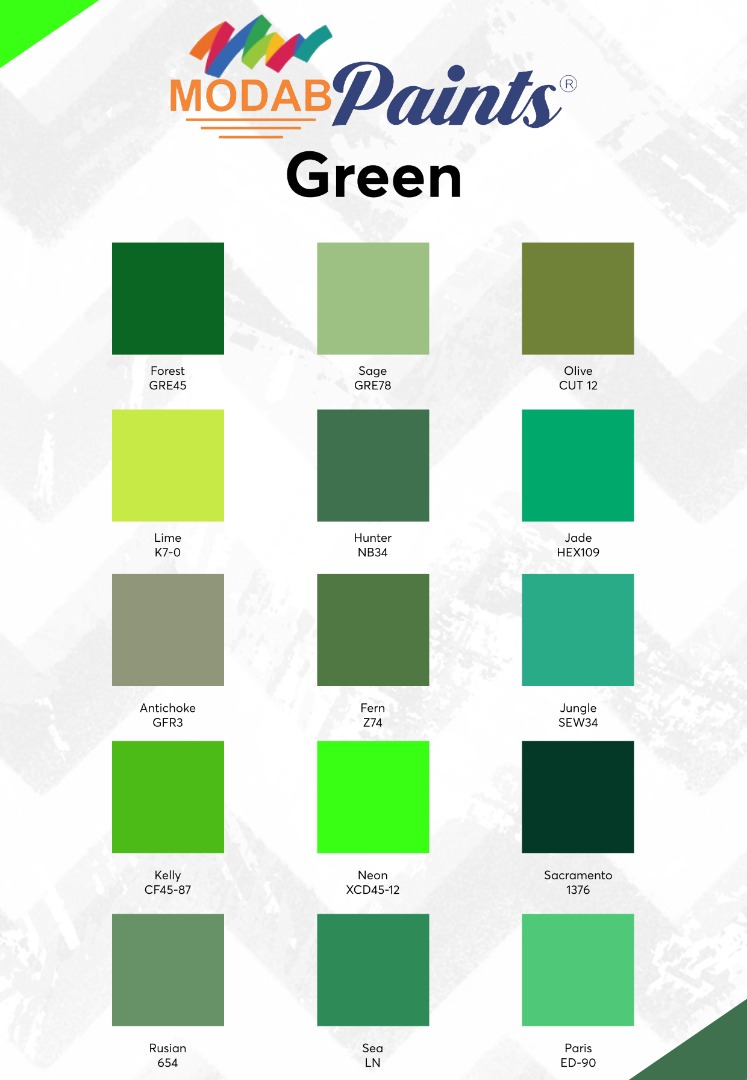 MODAB Paints ®
Green
Forest
GRE45
Sage
GRE78
Olive
CUT 12
Lime
K7-0
Hunter
NB34
Jade
HEX109
Antichoke
GFR3
Fern
Z74
Jungle
SEW34
Kelly
CF45-87
Neon
XCD45-12
Sacramento
1376
Rusian
654
Sea
LN
Paris
ED-90